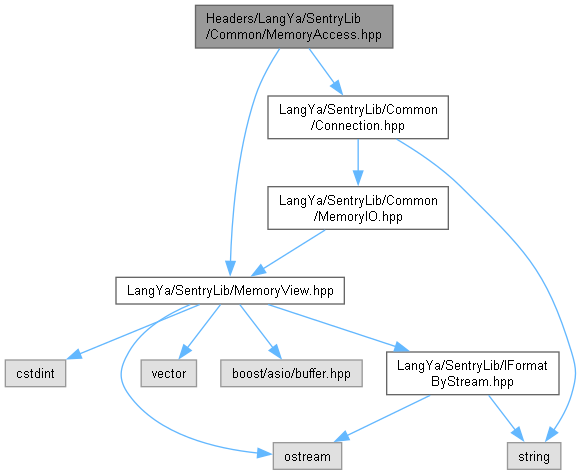 Headers/LangYa/SentryLib
/Common/MemoryAccess.hpp
LangYa/SentryLib/Common
/Connection.hpp
LangYa/SentryLib/Common
/MemoryIO.hpp
LangYa/SentryLib/MemoryView.hpp
cstdint
vector
boost/asio/buffer.hpp
LangYa/SentryLib/IFormat
ByStream.hpp
ostream
string